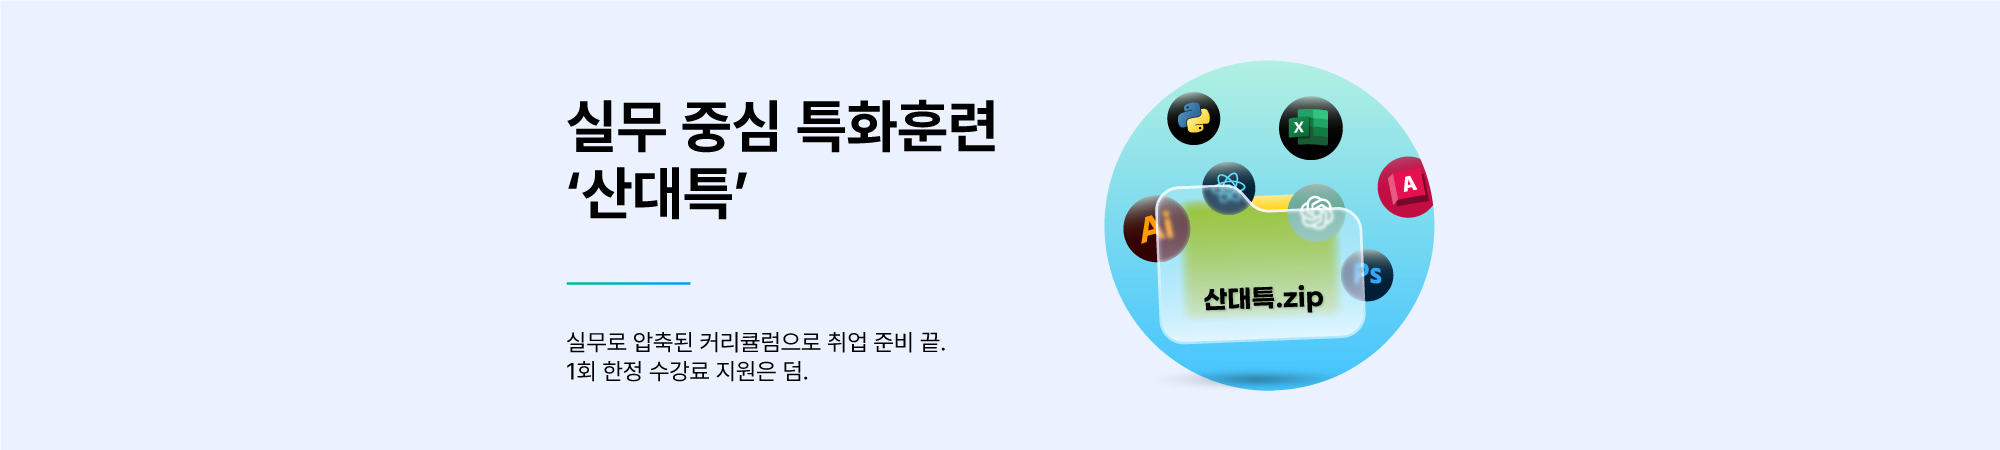 실무 중심 특화훈련
‘산대특’
실무로 압축된 커리큘럼으로 취업 준비 끝.
1회 한정 수강료 지원은 덤.
X
A
Ai
Ps
산대특.zip